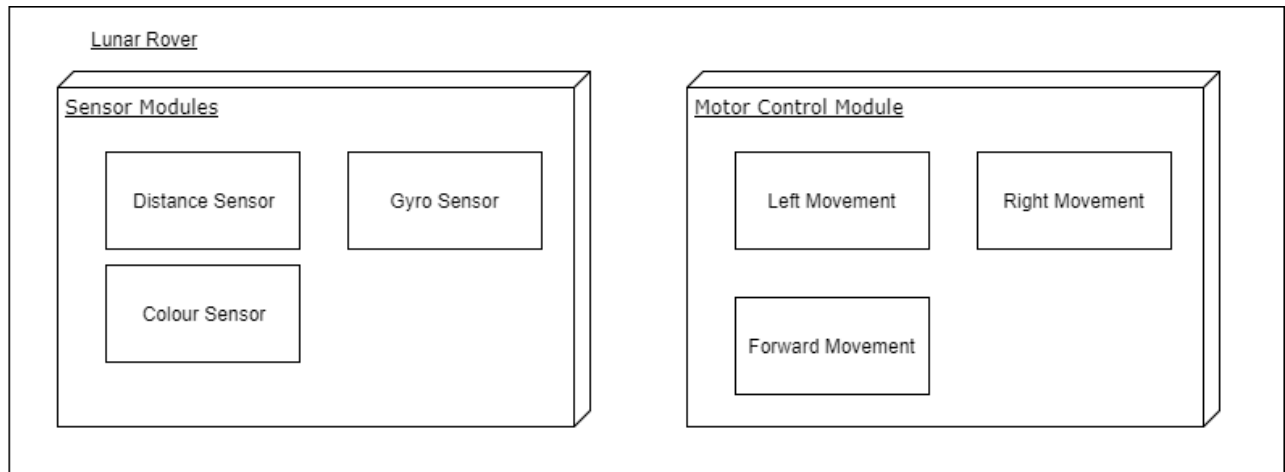 Lunar Rover
Sensor Modules
Distance Sensor
Gyro Sensor
Colour Sensor
Motor Control Module
Left Movement
Right Movement
Forward Movement